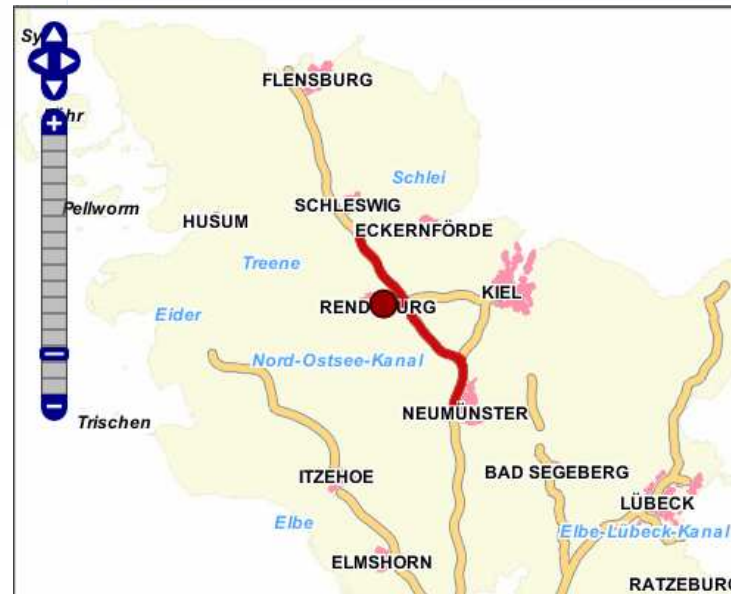 FLENSBURG
Schlei
SCHLESWIG
Pellworm
HUSUM
ECKERNFÖRDE
Treene
KIEL
Eider
Nord-Ostsee-Kanal
NEUMÜNSTER
Trischen
BAD SEGEBERG
ITZEHOE
LÜBECK
Elbe
Elbe-Lübeck-Kanal
ELMSHORN